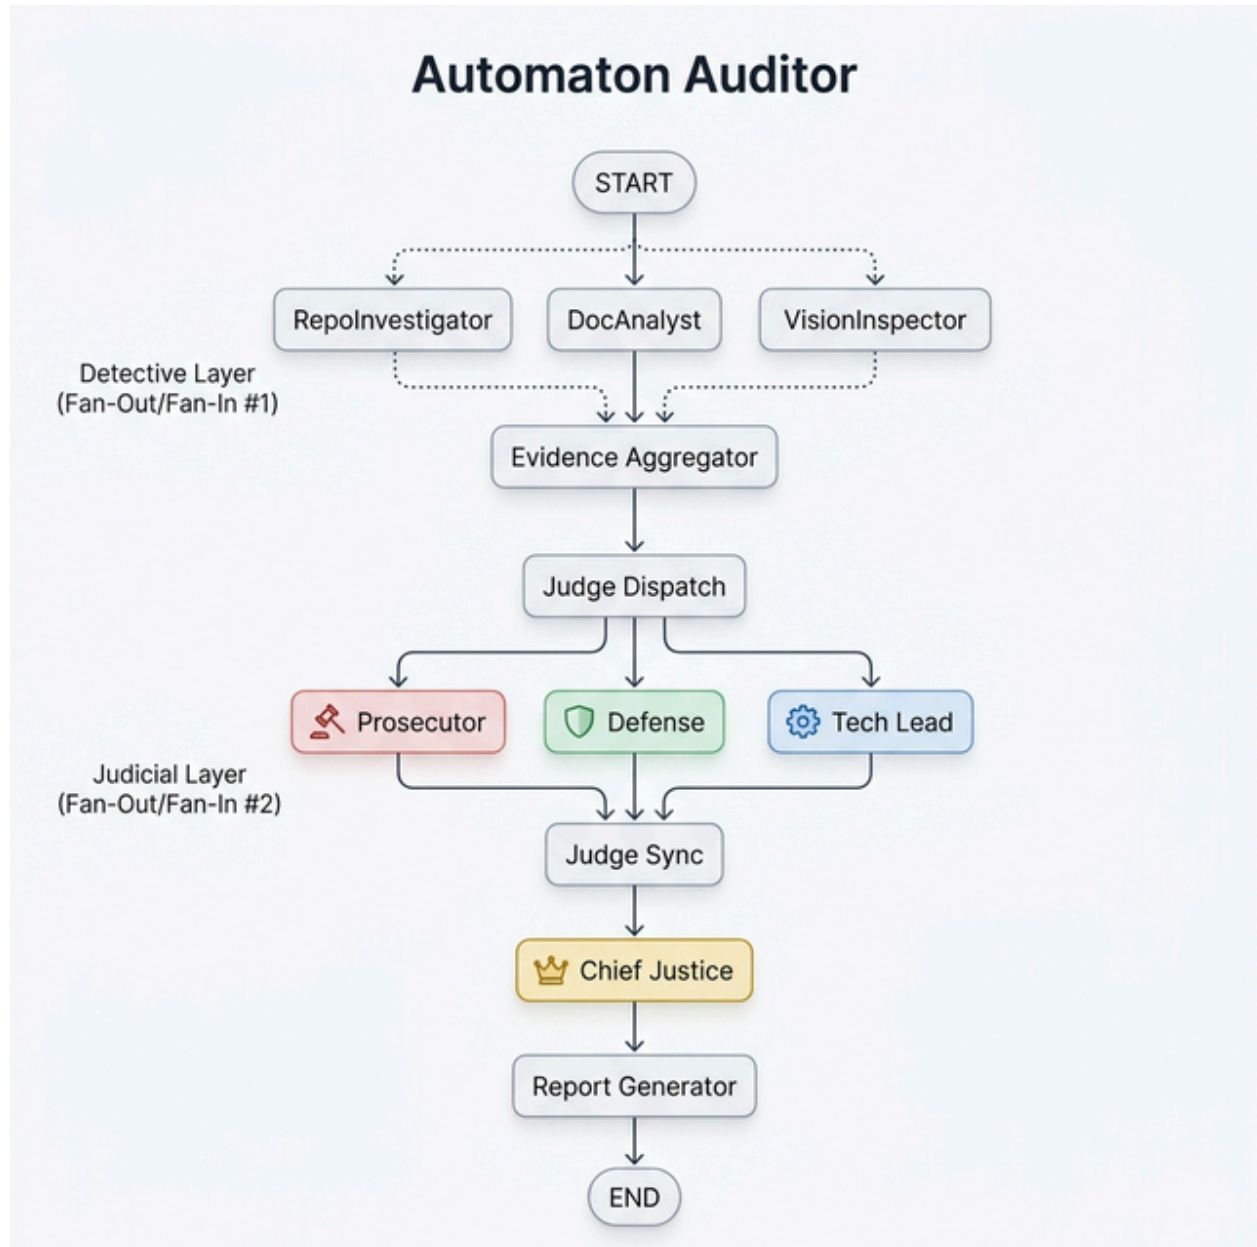 Automaton Auditor
START
RepoInvestigator
DocAnalyst
VisionInspector
Detective Layer
(Fan-Out/Fan-In #1)
Evidence Aggregator
Judge Dispatch
Prosecutor
Defense
Tech Lead
Judicial Layer
(Fan-Out/Fan-In #2)
Judge Sync
Chief Justice
Report Generator
END